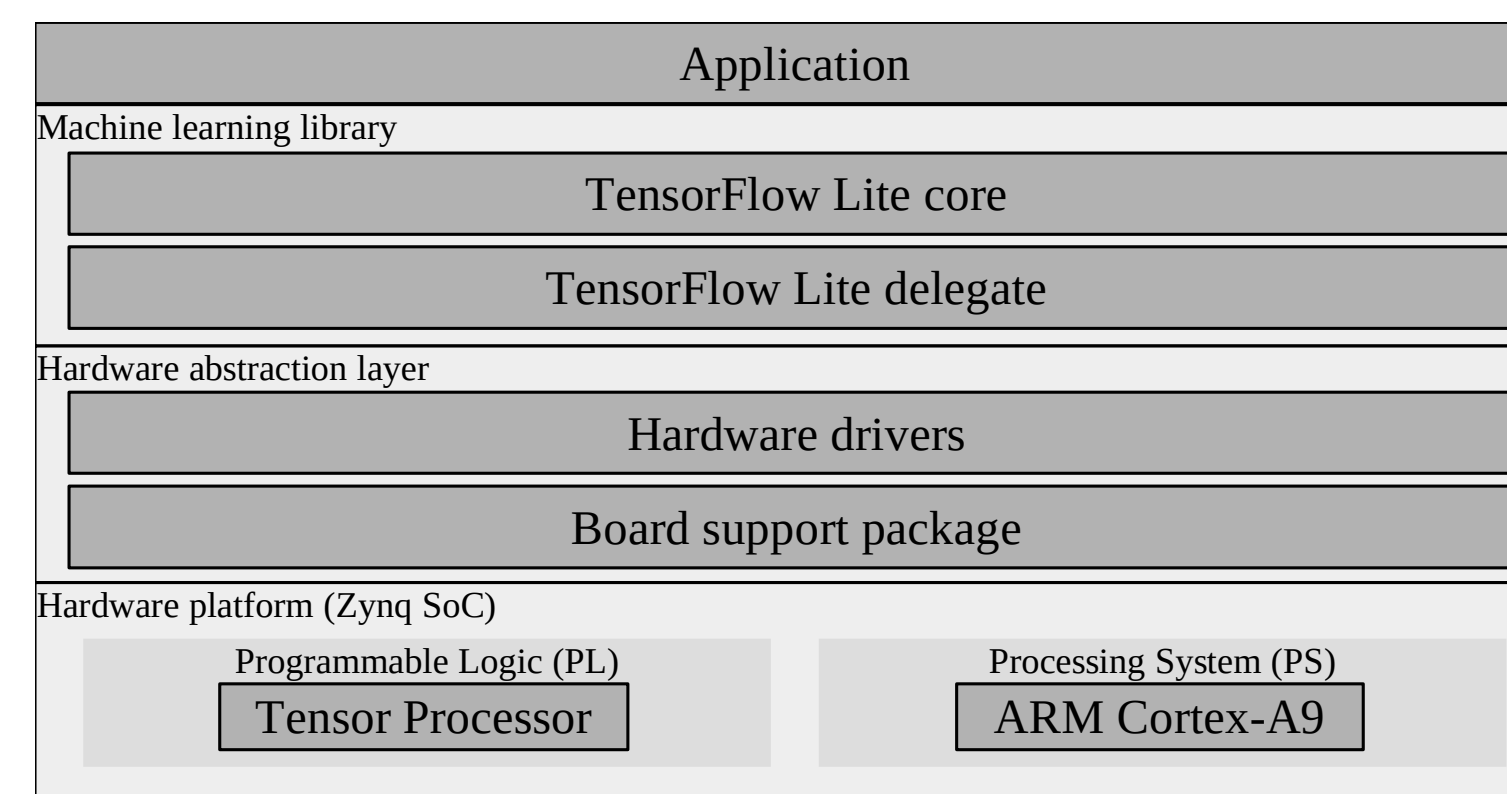 Application
Machine learning library
TensorFlow Lite core
TensorFlow Lite delegate
Hardware abstraction layer
Hardware drivers
Board support package
Hardware platform (Zynq SoC)
Programmable Logic (PL)
Tensor Processor
Processing System (PS)
ARM Cortex-A9